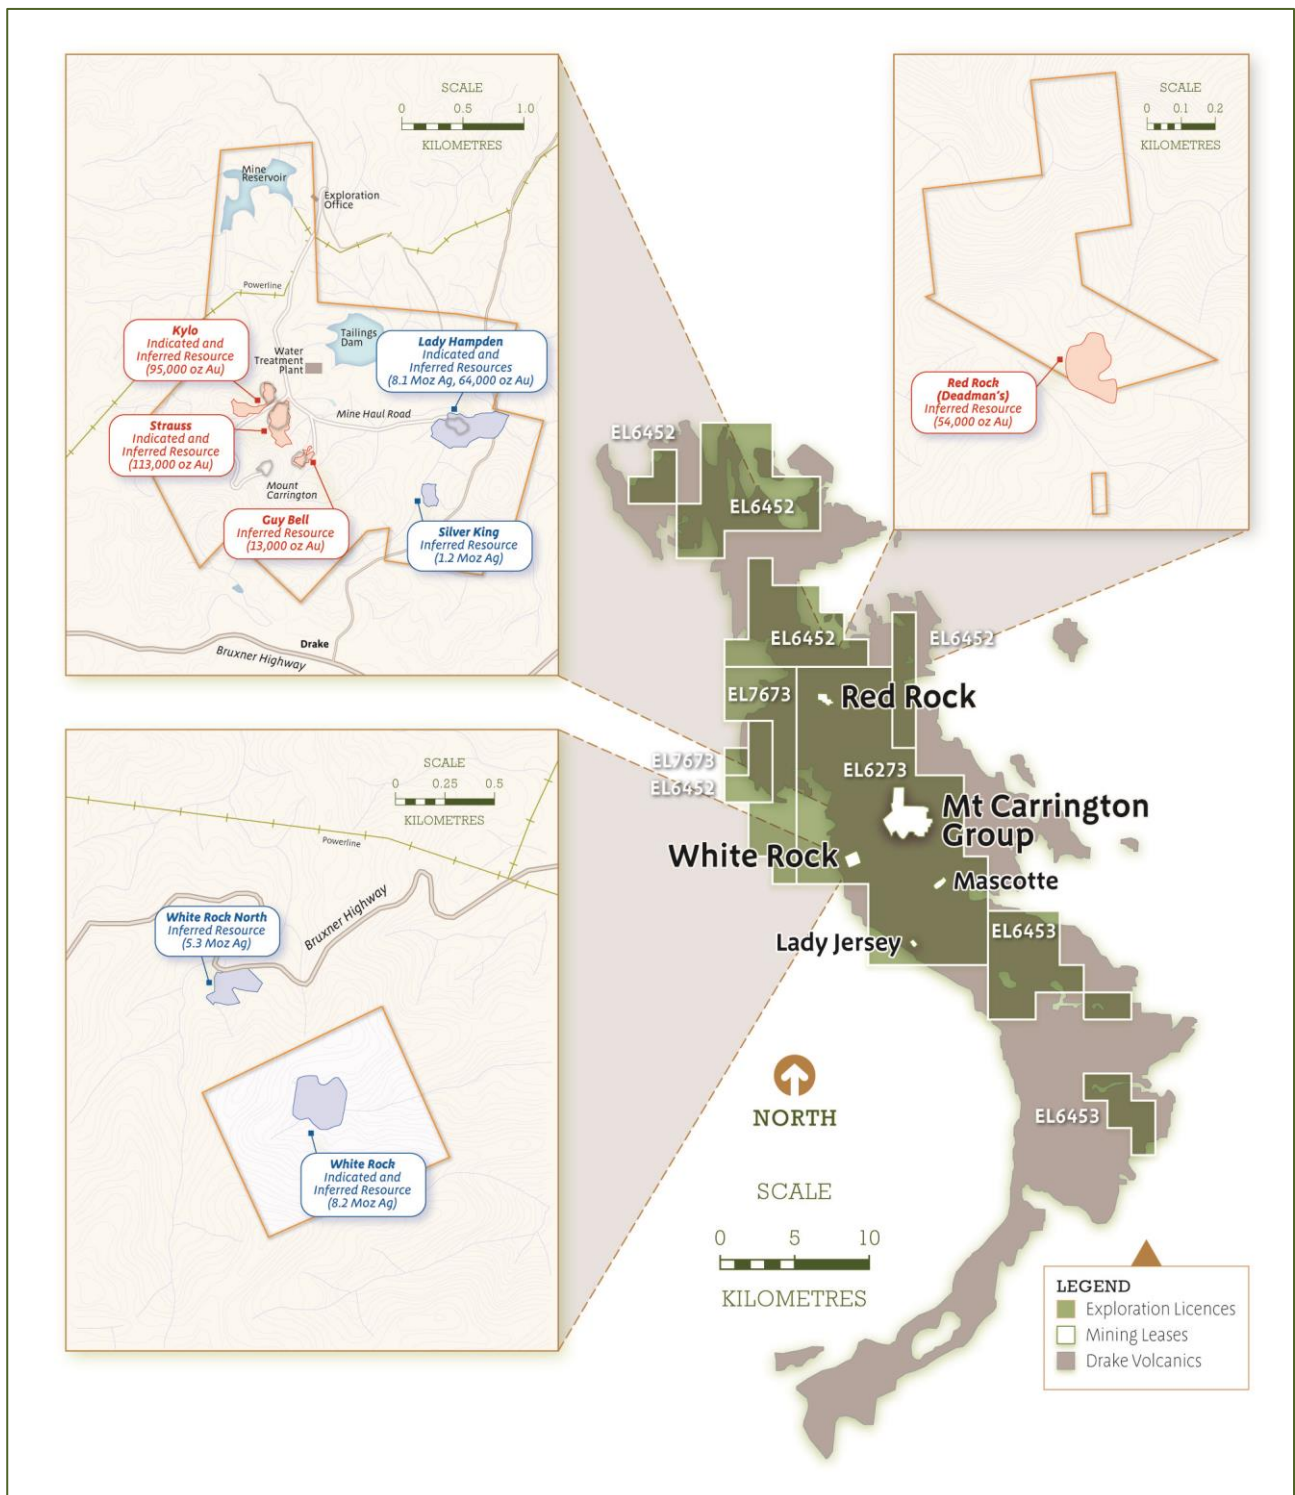 SCALE
0 0.5 1.0
KILOMETRES
Mine
Reservoir
Exploration
Office
Powerline
Kylo
Indicated and
Inferred Resource
(95,000 oz Au)
Tailings
Dam
Water
Treatment
Plant
Lady Hampden
Indicated and
Inferred Resources
(8.1 Moz Ag, 64,000 oz Au)
Mine Haul Road
Strauss
Indicated and
Inferred Resource
(113,000 oz Au)
Mount
Carrington
Guy Bell
Inferred Resource
(13,000 oz Au)
Silver King
Inferred Resource
(1.2 Moz Ag)
Drake
Bruxner Highway
SCALE
0 0.1 0.2
KILOMETRES
Red Rock
(Deadman's)
Inferred Resource
(54,000 oz Au)
SCALE
0 0.25 0.5
KILOMETRES
Powerline
Bruxner Highway
White Rock North
Inferred Resource
(5.3 Moz Ag)
White Rock
Indicated and
Inferred Resource
(8.2 Moz Ag)
EL6452
EL6452
EL6452
EL6452
EL7673
Red Rock
EL7673
EL6452
EL6273
Mt Carrington
Group
White Rock
Mascotte
Lady Jersey
EL6453
EL6453
NORTH
SCALE
0 5 10
KILOMETRES
LEGEND
Exploration Licences
Mining Leases
Drake Volcanics